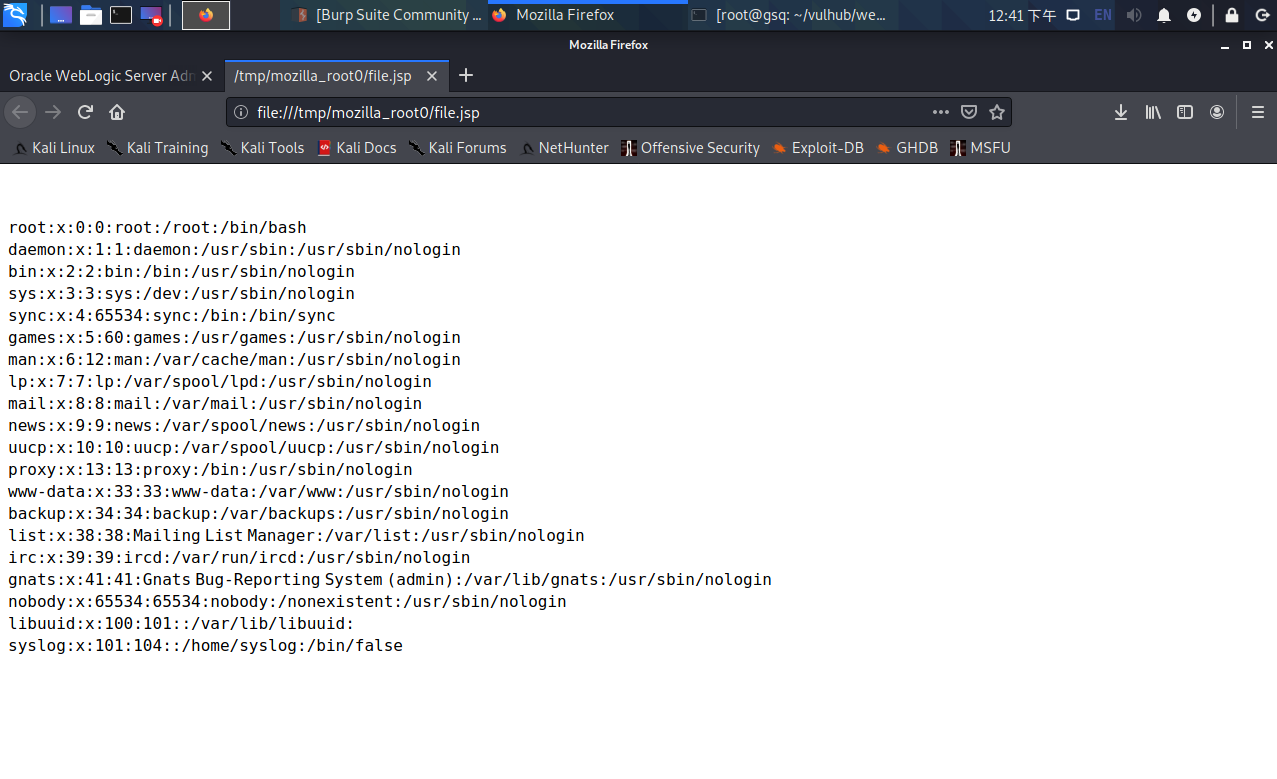 [Burp Suite Community ... Mozilla Firefox [root@gsq: ~/vulhub/we... 12:41 下午 EN
Mozilla Firefox
Oracle WebLogic Server Adn /tmp/mozilla_root0/file.jsp
file:///tmp/mozilla_root0/file.jsp
Kali Linux Kali Training Kali Tools Kali Docs Kali Forums NetHunter Offensive Security Exploit-DB GHDB MSFU
root:x:0:0:root:/root:/bin/bash
daemon:x:1:1:daemon:/usr/sbin:/usr/sbin/nologin
bin:x:2:2:bin:/bin:/usr/sbin/nologin
sys:x:3:3:sys:/dev:/usr/sbin/nologin
sync:x:4:65534:sync:/bin:/bin/sync
games:x:5:60:games:/usr/games:/usr/sbin/nologin
man:x:6:12:man:/var/cache/man:/usr/sbin/nologin
lp:x:7:7:lp:/var/spool/lpd:/usr/sbin/nologin
mail:x:8:8:mail:/var/mail:/usr/sbin/nologin
news:x:9:9:news:/var/spool/news:/usr/sbin/nologin
uucp:x:10:10:uucp:/var/spool/uucp:/usr/sbin/nologin
proxy:x:13:13:proxy:/bin:/usr/sbin/nologin
www-data:x:33:33:www-data:/var/www:/usr/sbin/nologin
backup:x:34:34:backup:/var/backups:/usr/sbin/nologin
list:x:38:38:Mailing List Manager:/var/list:/usr/sbin/nologin
irc:x:39:39:ircd:/var/run/ircd:/usr/sbin/nologin
gnats:x:41:41:Gnats Bug-Reporting System (admin):/var/lib/gnats:/usr/sbin/nologin
nobody:x:65534:65534:nobody:/nonexistent:/usr/sbin/nologin
libuuid:x:100:101::/var/lib/libuuid:
syslog:x:101:104::/home/syslog:/bin/false